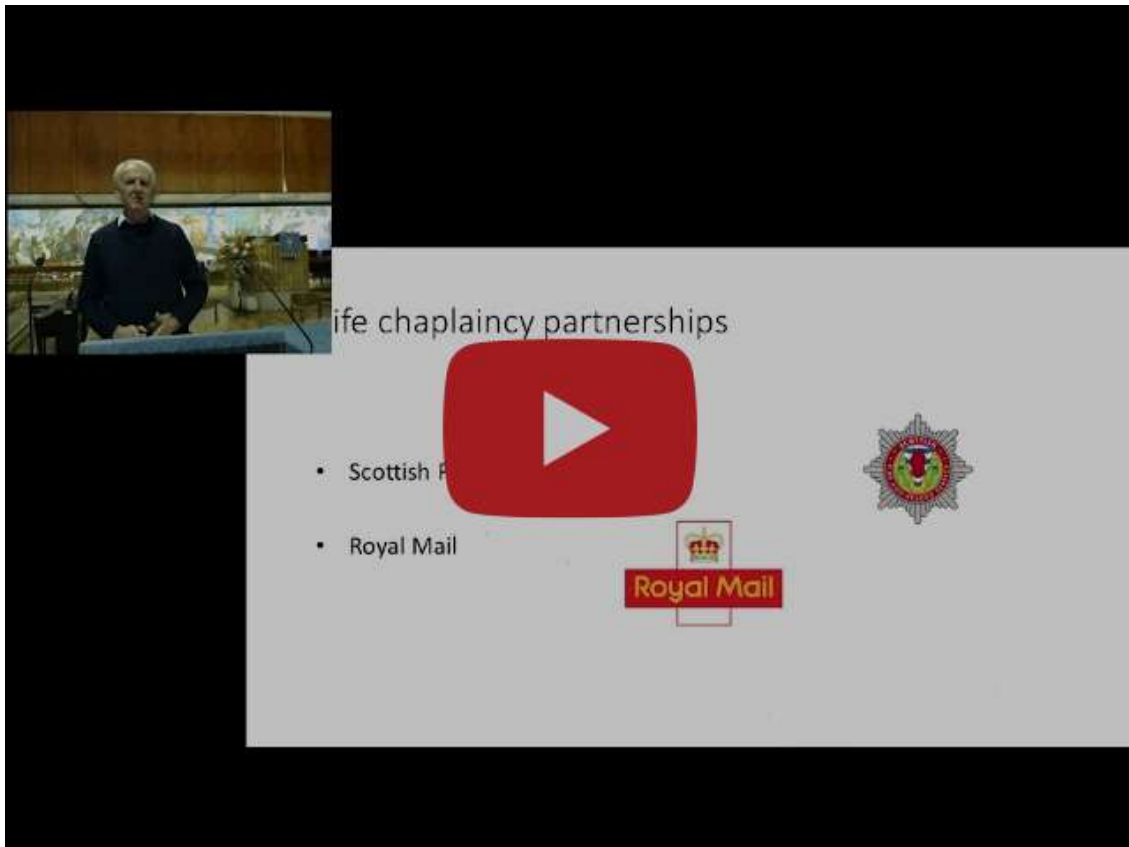 ife chaplaincy partnerships
• Scottish
• Royal Mail
Royal Mail